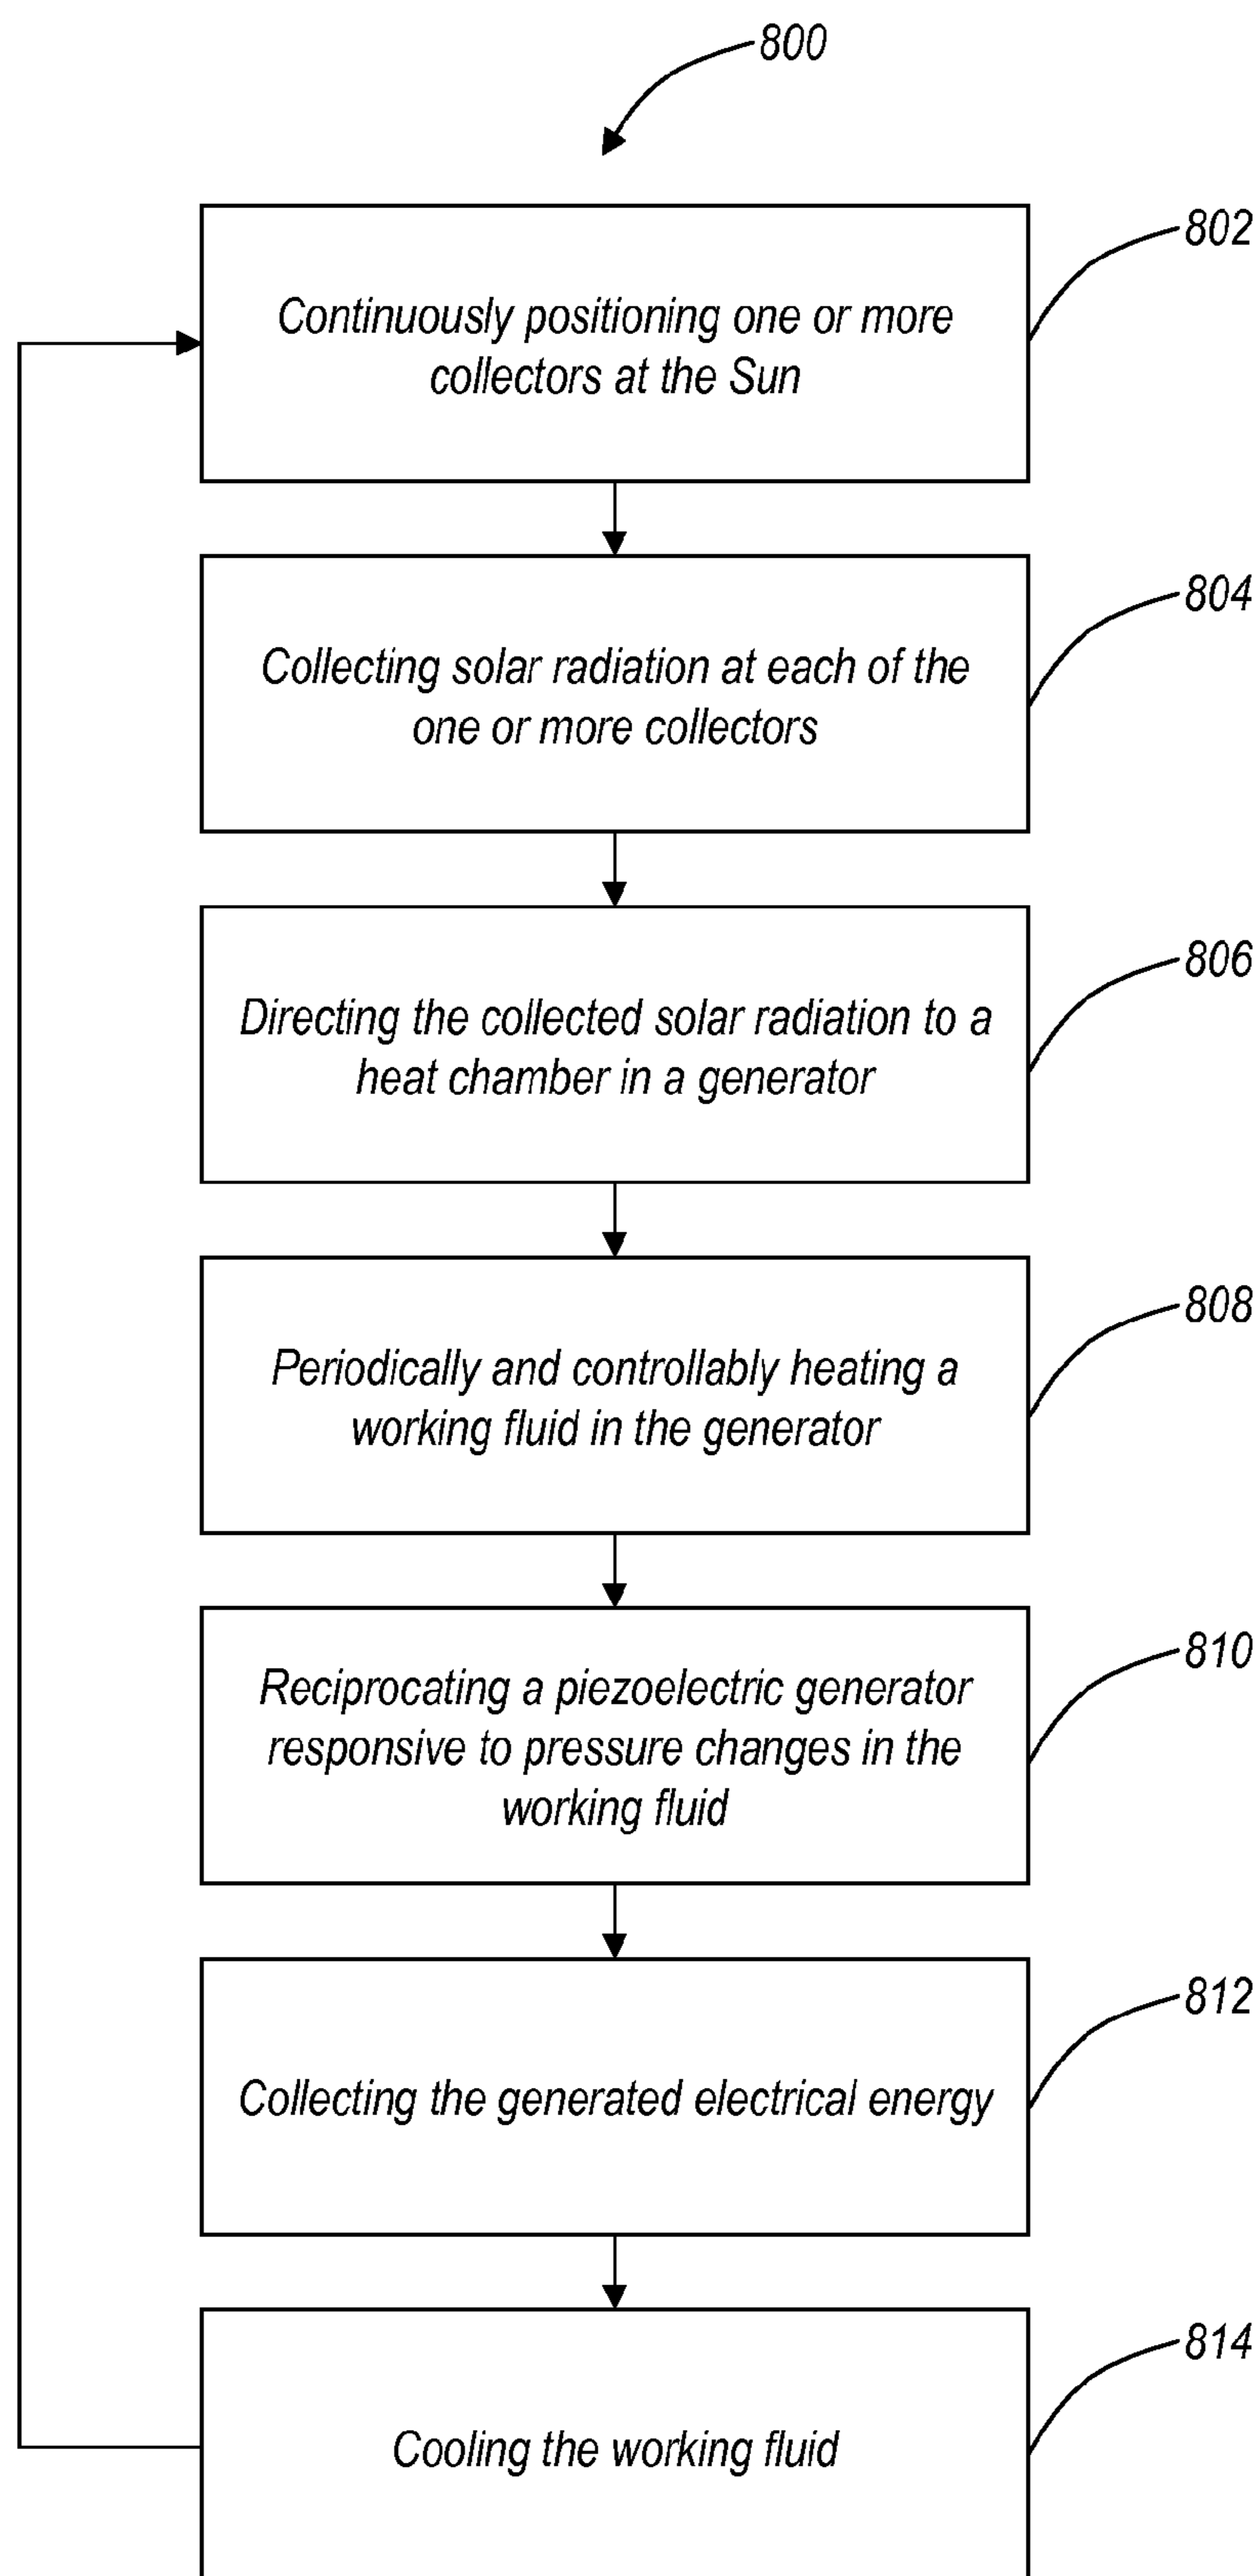 800
802
Continuously positioning one or more
collectors at the Sun
804
Collecting solar radiation at each of the
one or more collectors
806
Directing the collected solar radiation to a
heat chamber in a generator
808
Periodically and controllably heating a
working fluid in the generator
810
Reciprocating a piezoelectric generator
responsive to pressure changes in the
working fluid
812
Collecting the generated electrical energy
814
Cooling the working fluid